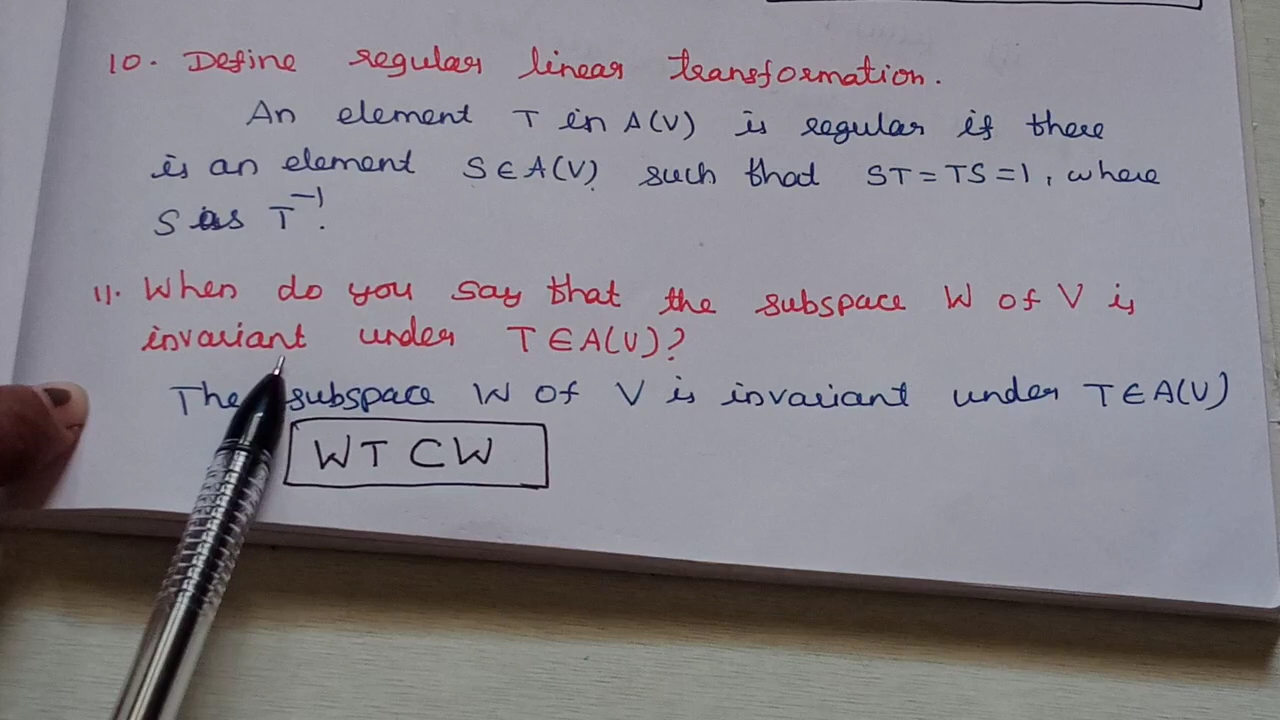 10. Define regular linear transformation.
An element T in A(V) is regular if there
is an element S∈A(V) such that ST=TS=1, where
S is T⁻¹.
11. When do you say that the subspace W of V is
invariant under T∈A(V)?
The subspace W of V is invariant under T∈A(V)
WT⊂W